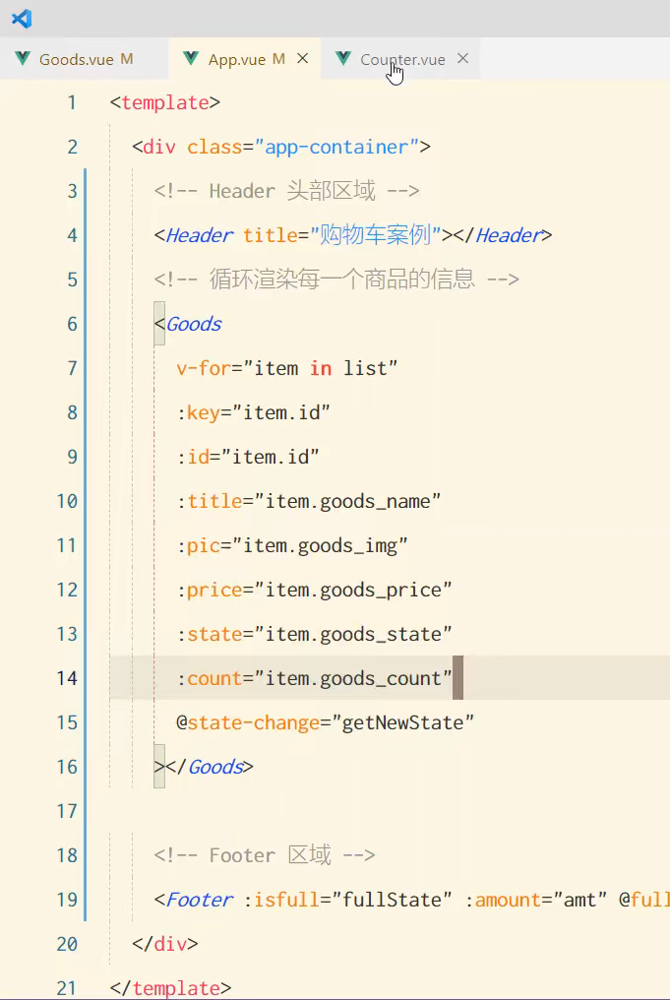 Goods.vue M App.vue M Counter.vue
1 <template>
2 <div class="app-container">
3 <!-- Header 头部区域 -->
4 <Header title="购物车案例"></Header>
5 <!-- 循环渲染每一个商品的信息 -->
6 <Goods
7 v-for="item in list"
8 :key="item.id"
9 :id="item.id"
10 :title="item.goods_name"
11 :pic="item.goods_img"
12 :price="item.goods_price"
13 :state="item.goods_state"
14 :count="item.goods_count"
15 @state-change="getNewState"
16 ></Goods>
17
18 <!-- Footer 区域 -->
19 <Footer :isfull="fullState" :amount="amt" @full
20 </div>
21 </template>